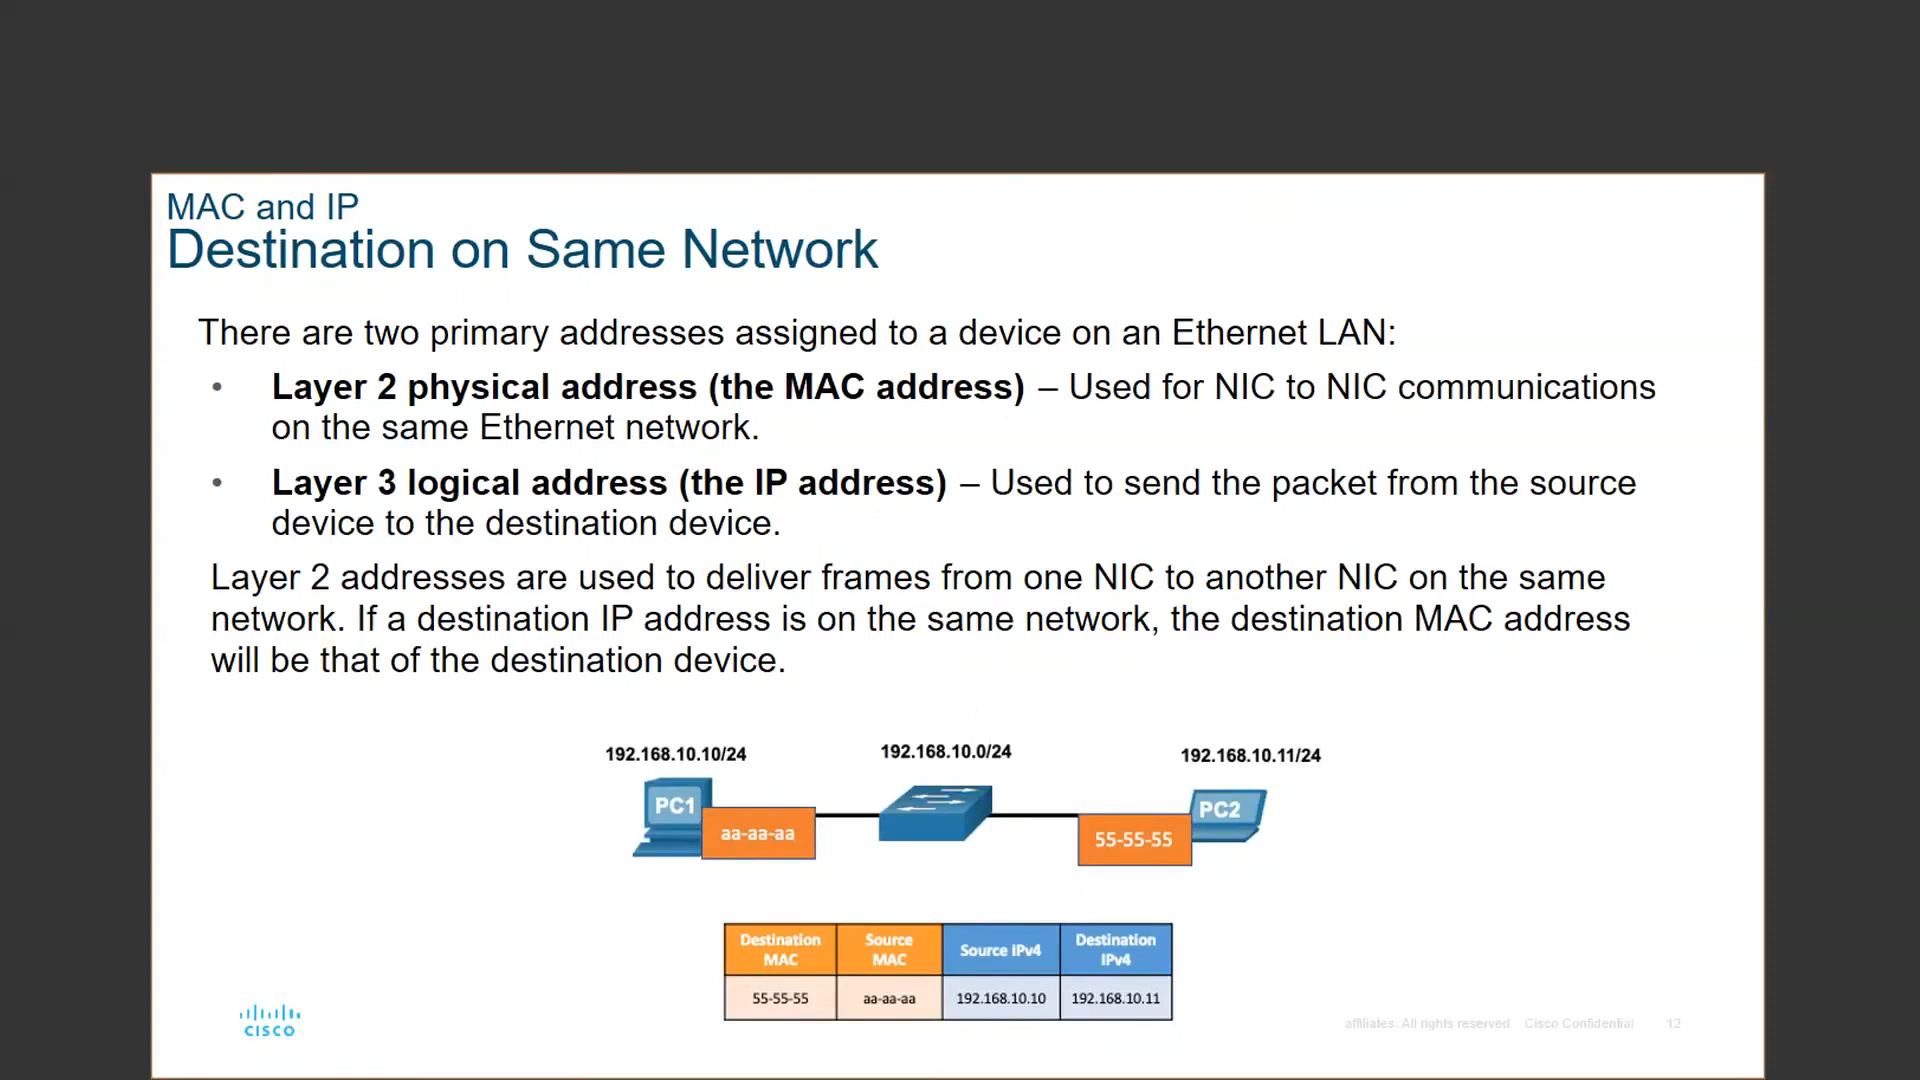 MAC and IP
Destination on Same Network
There are two primary addresses assigned to a device on an Ethernet LAN:
• Layer 2 physical address (the MAC address) – Used for NIC to NIC communications
on the same Ethernet network.
• Layer 3 logical address (the IP address) – Used to send the packet from the source
device to the destination device.
Layer 2 addresses are used to deliver frames from one NIC to another NIC on the same
network. If a destination IP address is on the same network, the destination MAC address
will be that of the destination device.
192.168.10.10/24 192.168.10.0/24 192.168.10.11/24
PC1 PC2
aa-aa-aa 55-55-55
Destination MAC Source MAC Source IPv4 Destination IPv4
55-55-55 aa-aa-aa 192.168.10.10 192.168.10.11
CISCO
affiliates. All rights reserved. Cisco Confidential 12